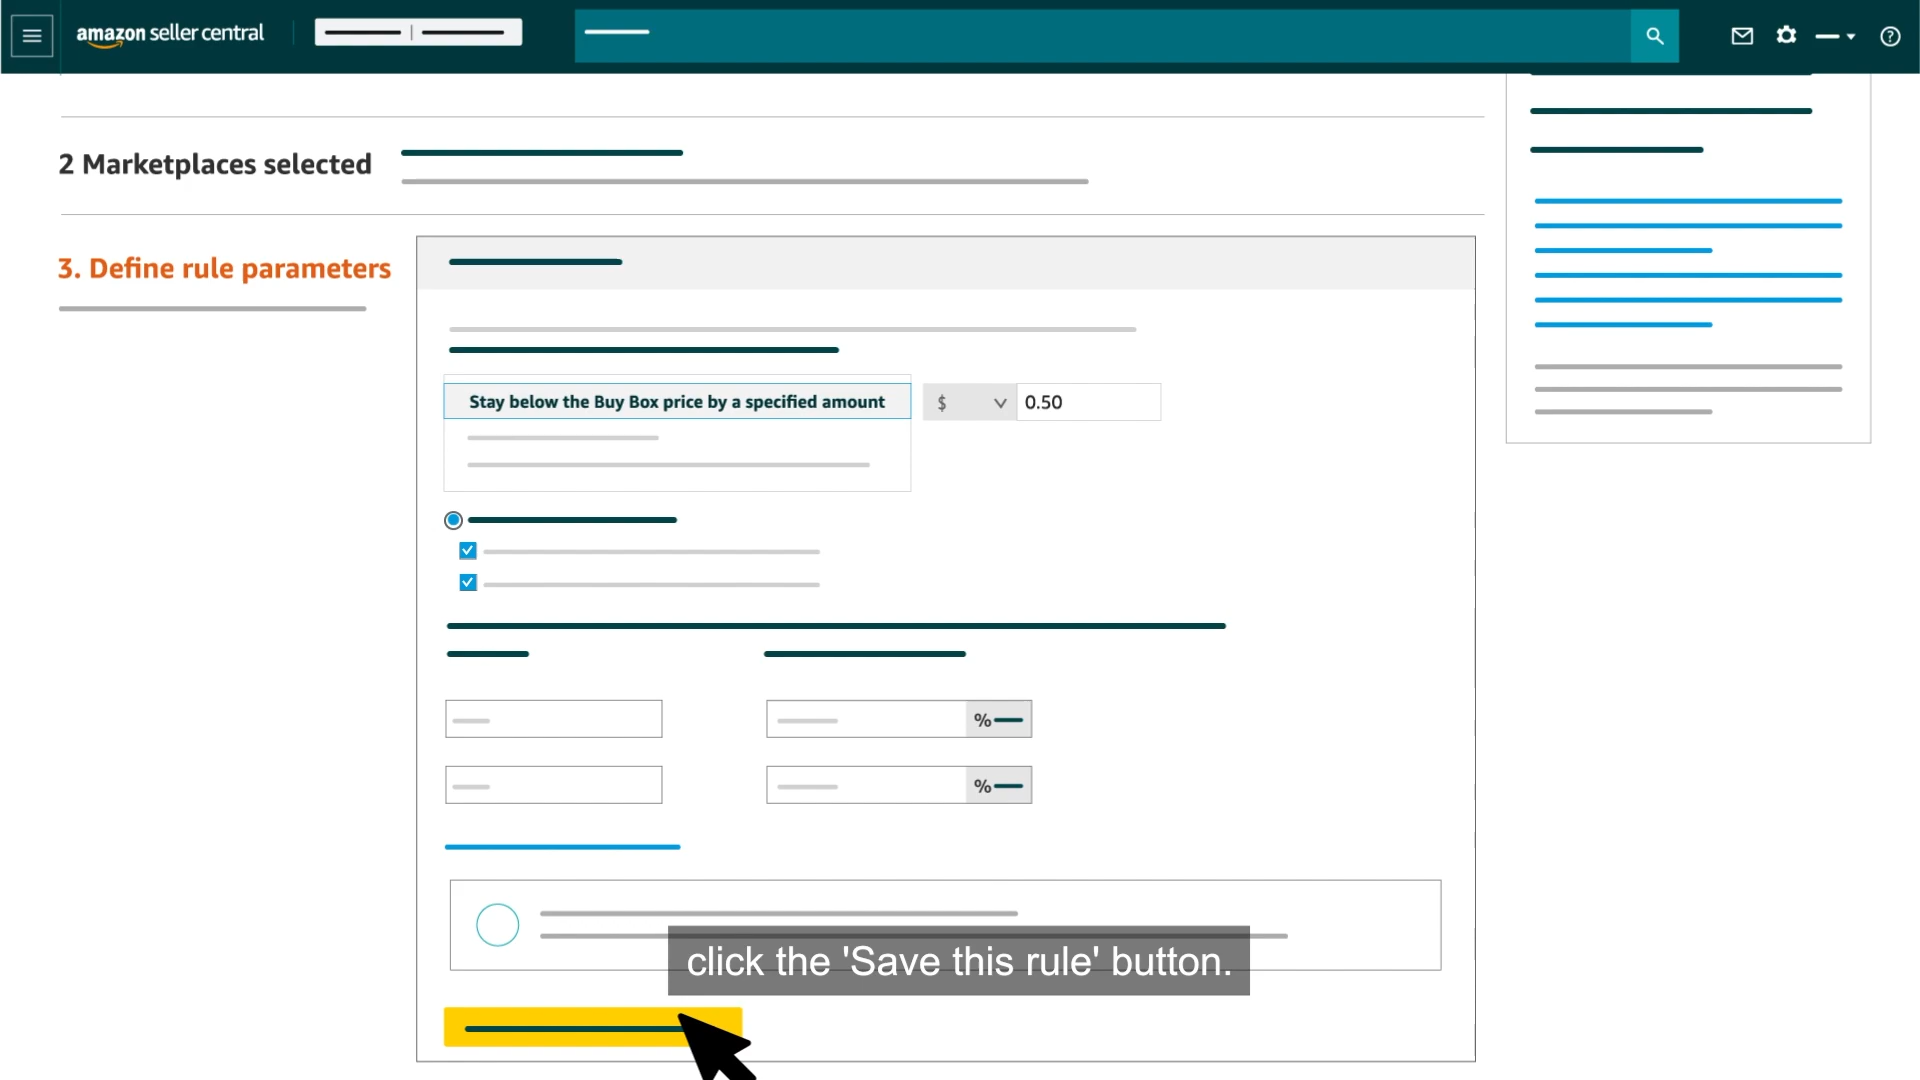 amazon seller central
2 Marketplaces selected
3. Define rule parameters
Stay below the Buy Box price by a specified amount
$
0.50
%
%
click the 'Save this rule' button.